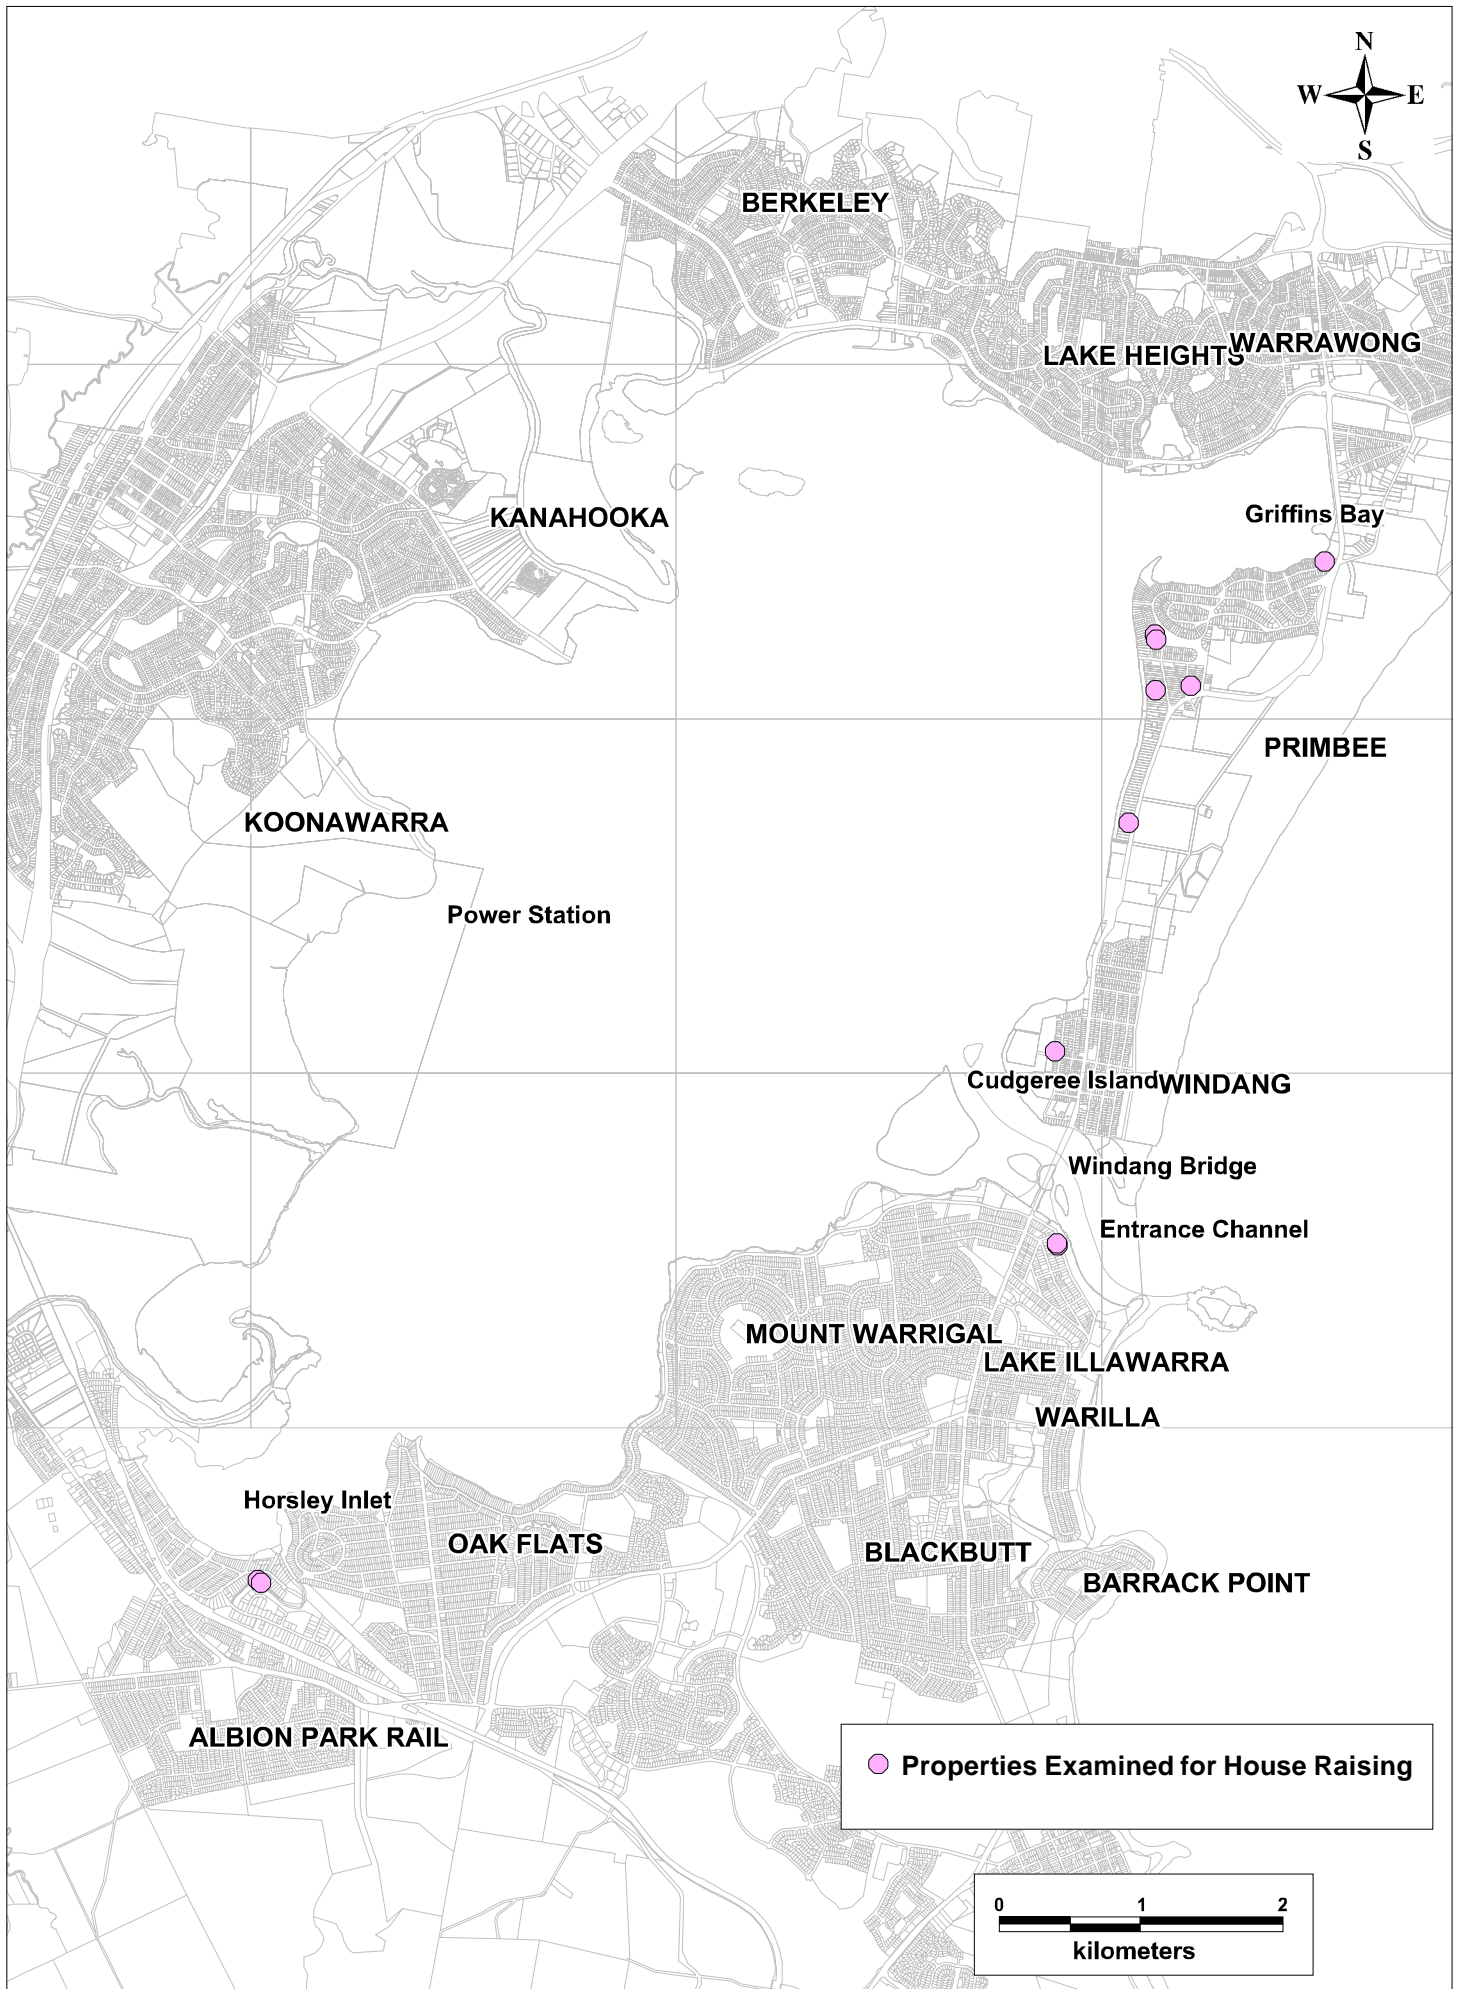 N
W E
S
BERKELEY
WARRAWONG
LAKE HEIGHTS
Griffins Bay
KANAHOOKA
PRIMBEE
KOONAWARRA
Power Station
Cudgeree Island
WINDANG
Windang Bridge
Entrance Channel
MOUNT WARRIGAL
LAKE ILLAWARRA
WARILLA
Horsley Inlet
OAK FLATS
BLACKBUTT
BARRACK POINT
ALBION PARK RAIL
Properties Examined for House Raising
0 1 2
kilometers